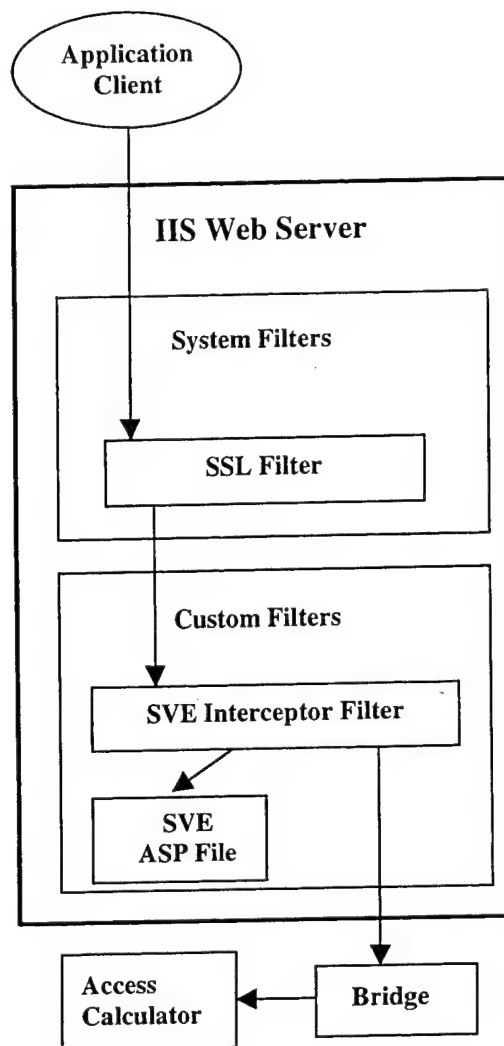 Application
Client
IIS Web Server
System Filters
SSL Filter
Custom Filters
SVE Interceptor Filter
SVE
ASP File
Access
Calculator
Bridge